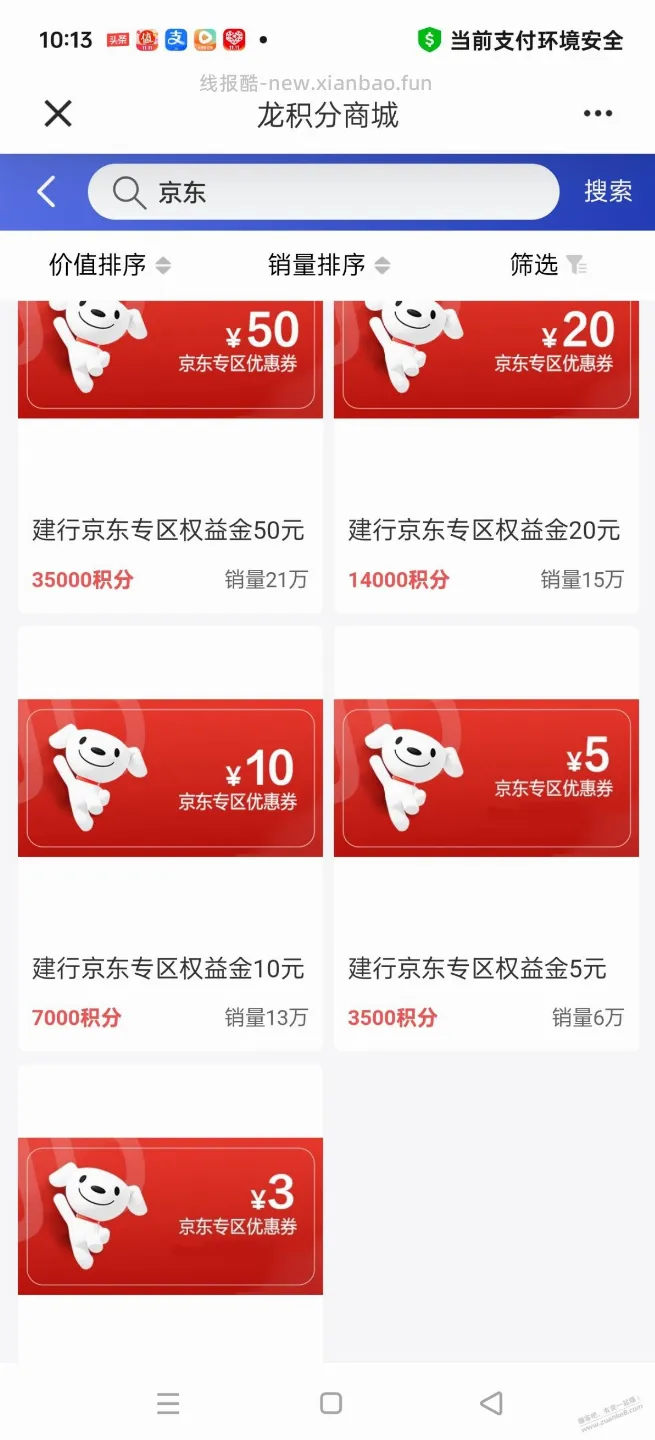 10:13 头条 值 支 当前支付环境安全
线报酷-new.xianbao.fun
龙积分商城
京东 搜索
价值排序 销量排序 筛选
¥50 ¥20
京东专区优惠券 京东专区优惠券
建行京东专区权益金50元 建行京东专区权益金20元
35000积分 销量21万 14000积分 销量15万
¥10 ¥5
京东专区优惠券 京东专区优惠券
建行京东专区权益金10元 建行京东专区权益金5元
7000积分 销量13万 3500积分 销量6万
¥3
京东专区优惠券
www.zuanke8.com